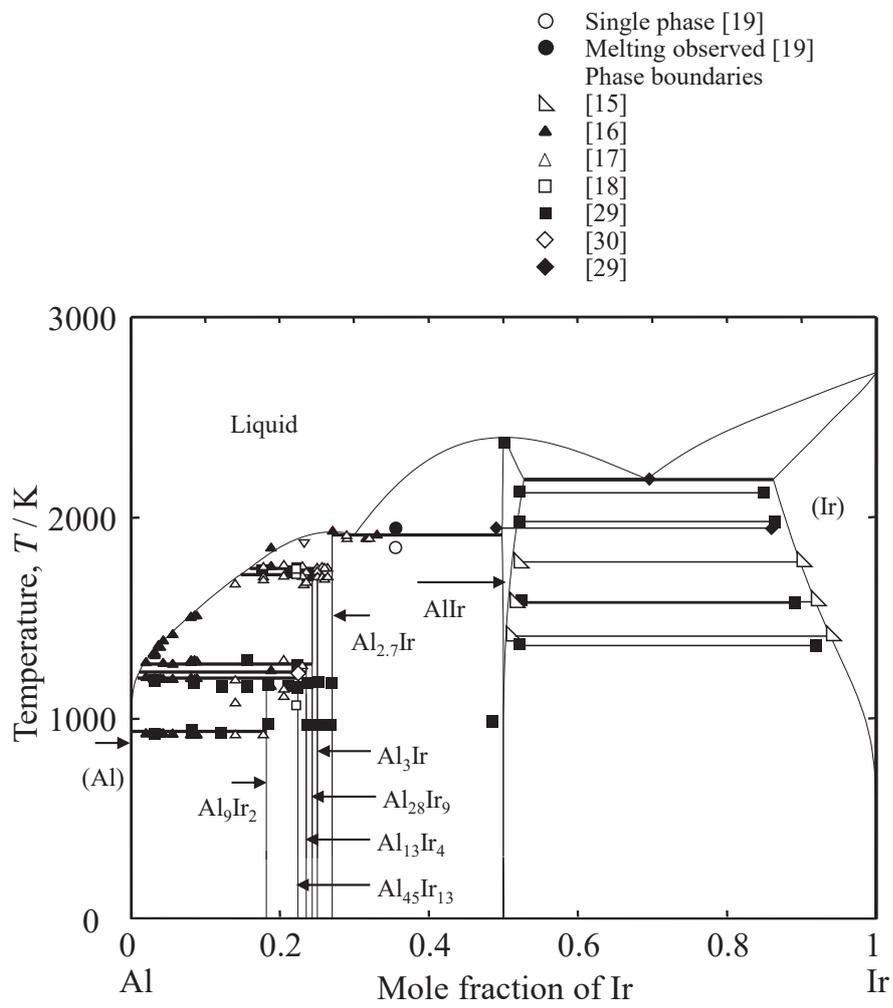 Single phase [19]
Melting observed [19]
Phase boundaries
[15]
[16]
[17]
[18]
[29]
[30]
[29]
3000
Liquid
2000
(Ir)
AlIr
Al2.7Ir
1000
Al3Ir
(Al)
Al9Ir2
Al28Ir9
Al13Ir4
Al45Ir13
0
Temperature, T / K
0 0.2 0.4 0.6 0.8 1
Al Mole fraction of Ir Ir